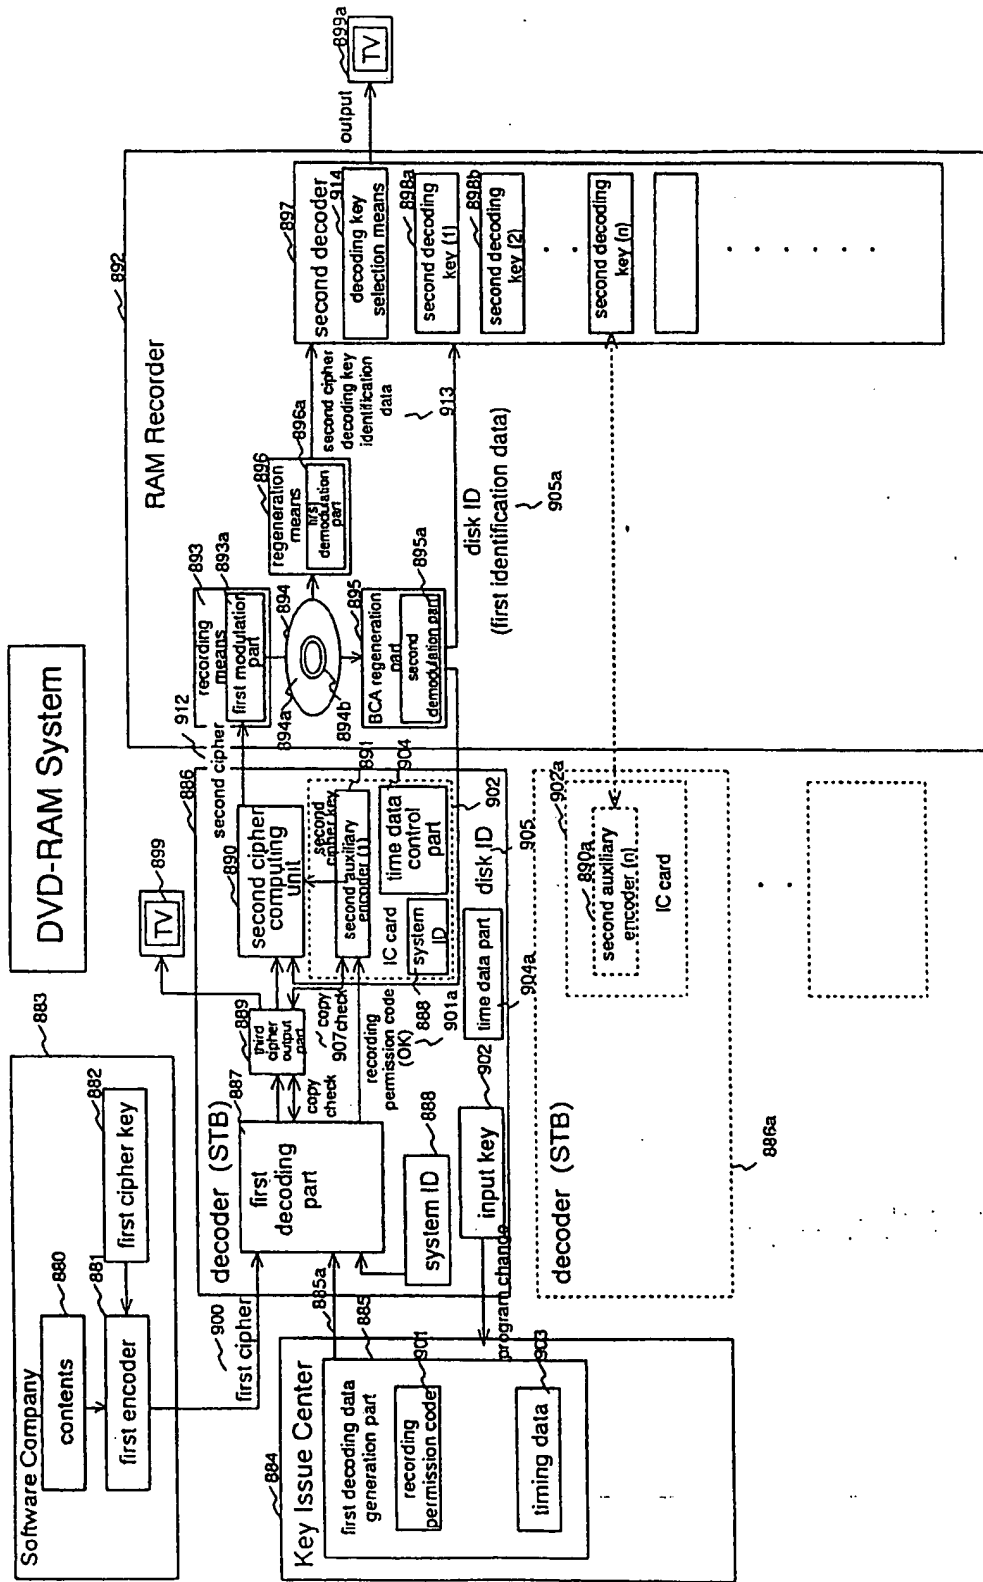 DVD-RAM System
Software Company
883
contents
880
first encoder
881
first cipher key
882
900
first cipher
Key Issue Center
884
first decoding data
generation part
885
885a
recording
permission code
901
timing data
903
program change
decoder (STB)
886
first
decoding
part
887
system ID
888
input key
902
time data part
904a
copy
check
third
cipher
output
part
889
copy
check
907
recording
permission code
(OK)
901a
TV
899
second cipher
computing
unit
890
second cipher key
second auxiliary
encoder (1)
891
IC card
system
ID
888
time data
control
part
904
902
disk ID
905
second cipher
912
decoder (STB)
886a
second auxiliary
encoder (n)
890a
IC card
902a
RAM Recorder
892
recording
means
893
first modulation
part
893a
894
894a
894b
BCA regeneration
part
895
second
demodulation part
895a
regeneration
means
896
first
demodulation
part
896a
second cipher
decoding key
identification
data
913
disk ID
(first identification data)
905a
second decoder
897
decoding key
selection means
914
second decoding
key (1)
898a
second decoding
key (2)
898b
second decoding
key (n)
output
TV
899a